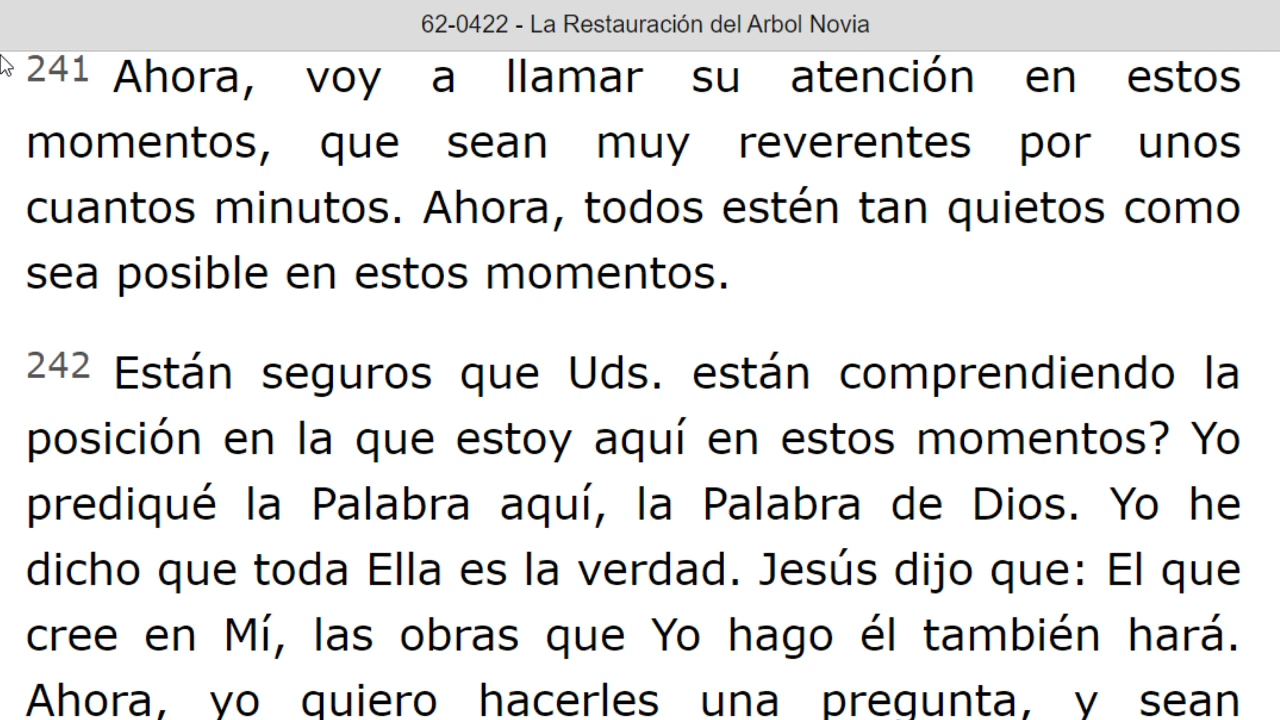 62-0422 - La Restauración del Arbol Novia
241 Ahora, voy a llamar su atención en estos
momentos, que sean muy reverentes por unos
cuantos minutos. Ahora, todos estén tan quietos como
sea posible en estos momentos.
242 Están seguros que Uds. están comprendiendo la
posición en la que estoy aquí en estos momentos? Yo
prediqué la Palabra aquí, la Palabra de Dios. Yo he
dicho que toda Ella es la verdad. Jesús dijo que: El que
cree en Mí, las obras que Yo hago él también hará.
Ahora, yo quiero hacerles una pregunta, y sean